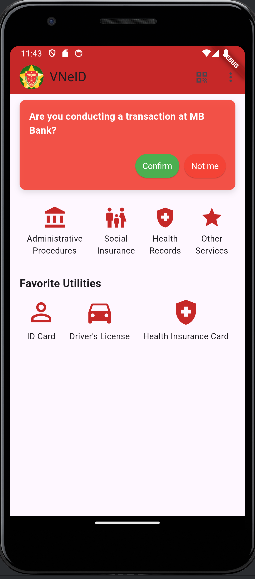 11:43
DEBUG
VNeID
Are you conducting a transaction at MB
Bank?
Confirm
Not me
Administrative
Procedures
Social
Insurance
Health
Records
Other
Services
Favorite Utilities
ID Card
Driver's License
Health Insurance Card